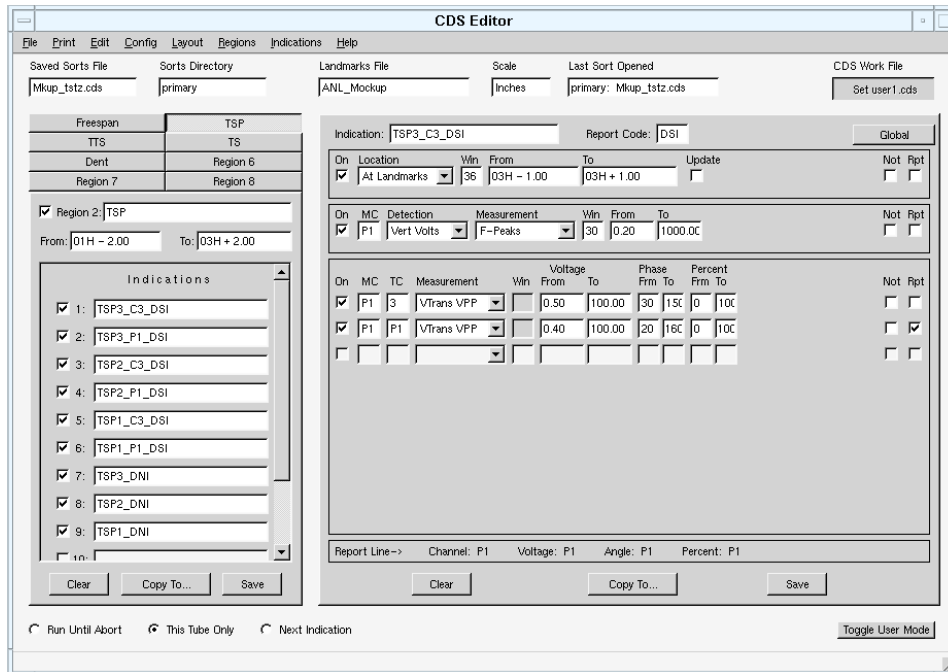 CDS Editor
File Print Edit Config Layout Regions Indications Help
Saved Sorts File Sorts Directory Landmarks File Scale Last Sort Opened CDS Work File
Mkup_tstz.cds primary ANL_Mockup Inches primary: Mkup_tstz.cds Set user1.cds
Freespan TSP
TTS TS
Dent Region 6
Region 7 Region 8
Region 2: TSP
From: 01H - 2.00 To: 03H + 2.00
Indications
1: TSP3_C3_DSI
2: TSP3_P1_DSI
3: TSP2_C3_DSI
4: TSP2_P1_DSI
5: TSP1_C3_DSI
6: TSP1_P1_DSI
7: TSP3_DNI
8: TSP2_DNI
9: TSP1_DNI
10:
Clear Copy To... Save
Indication: TSP3_C3_DSI Report Code: DSI Global
On Location Win From To Update Not Rpt
At Landmarks 36 03H - 1.00 03H + 1.00
On MC Detection Measurement Win From To Not Rpt
P1 Vert Volts F-Peaks 30 0.20 1000.00
Voltage Phase Percent
On MC TC Measurement Win From To Frm To Frm To Not Rpt
P1 3 VTrans VPP 0.50 100.00 30 150 0 100
P1 P1 VTrans VPP 0.40 100.00 20 160 0 100
Report Line-> Channel: P1 Voltage: P1 Angle: P1 Percent: P1
Clear Copy To... Save
Run Until Abort This Tube Only Next Indication Toggle User Mode